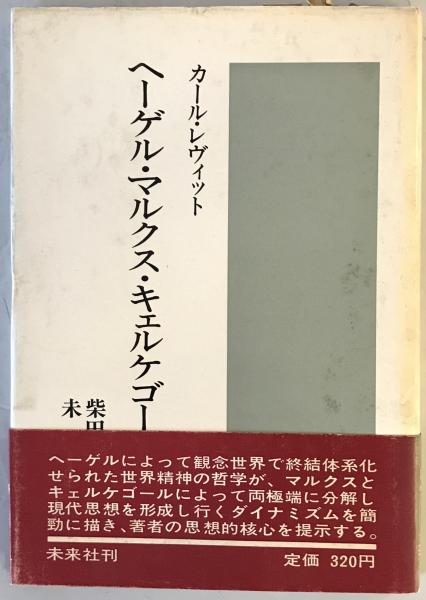 カール・レヴィット
ヘーゲル・マルクス・キェルケゴー
柴田
未
ヘーゲルによって観念世界で終結体系化
せられた世界精神の哲学が、マルクスと
キェルケゴールによって両極端に分解し
現代思想を形成し行くダイナミズムを簡
勁に描き、著者の思想的核心を提示する。
未来社刊
定価 320円